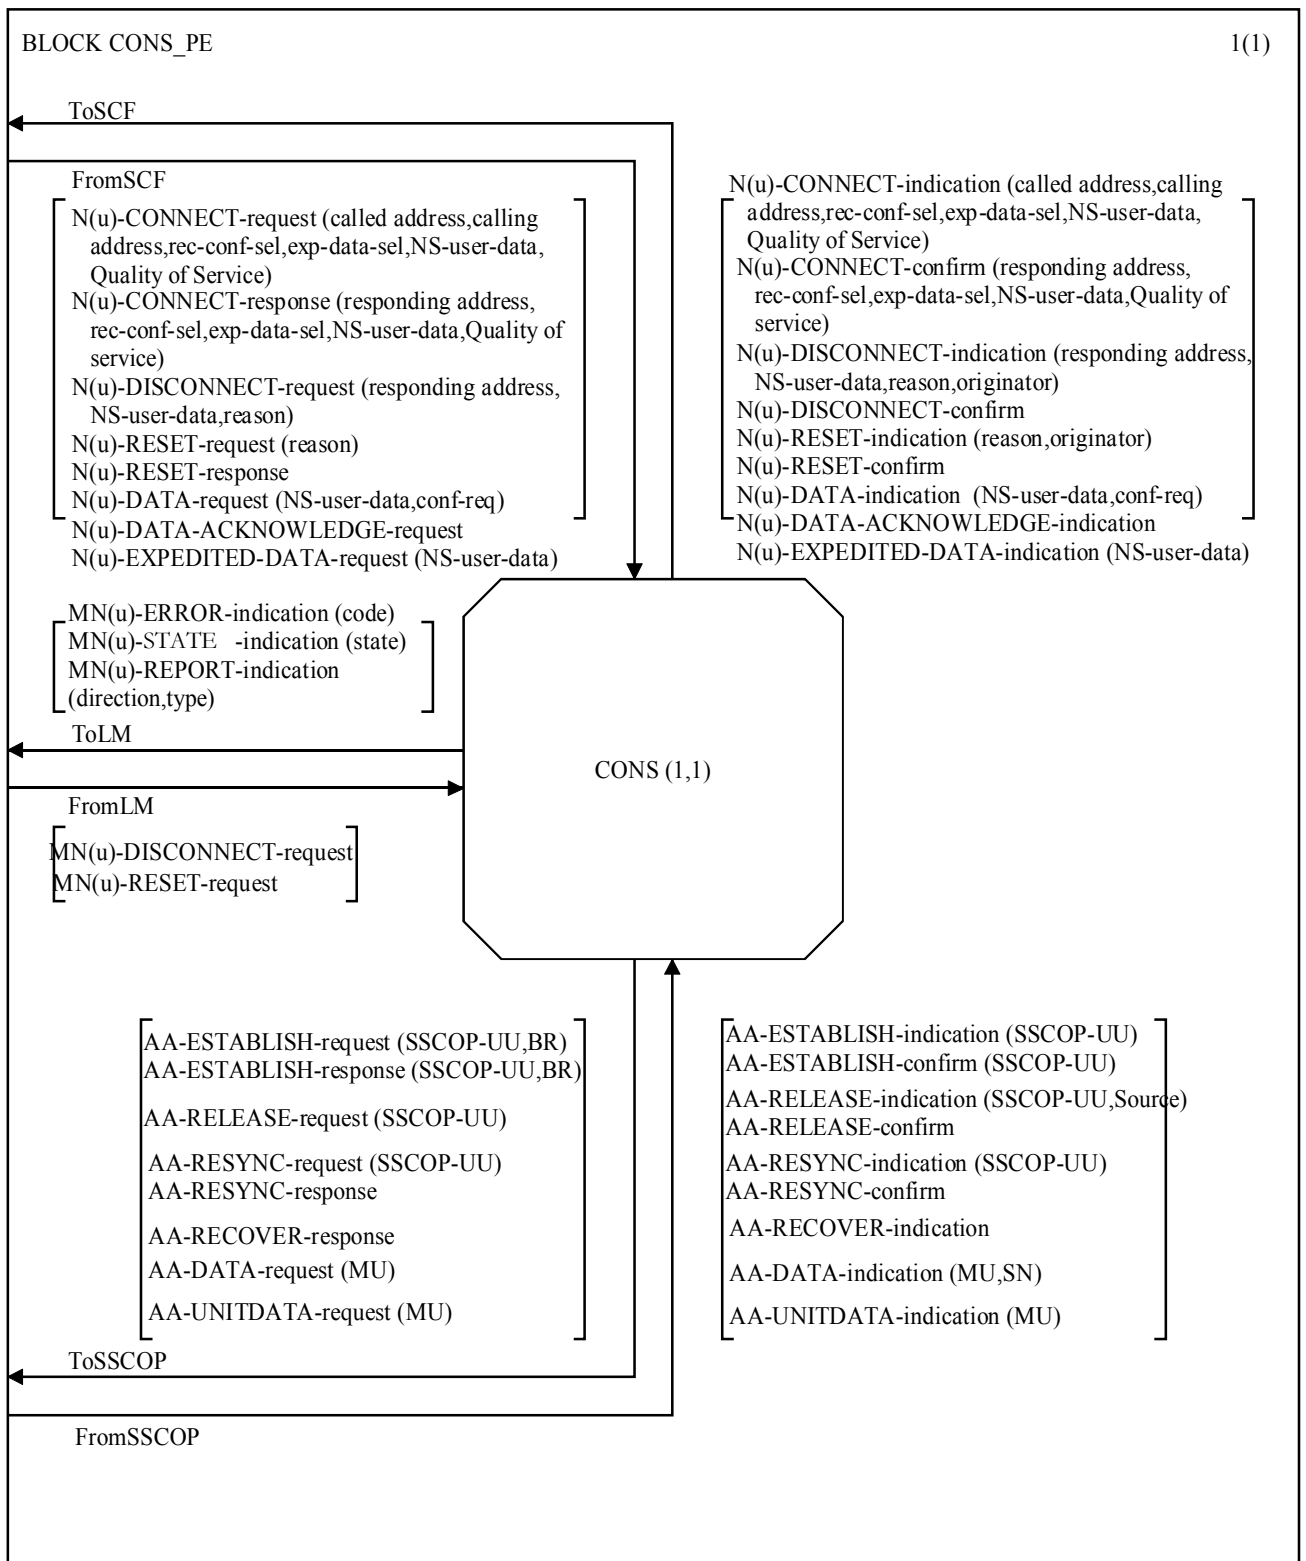 BLOCK CONS_PE
1(1)
ToSCF
FromSCF
N(u)-CONNECT-request (called address,calling
address,rec-conf-sel,exp-data-sel,NS-user-data,
Quality of Service)
N(u)-CONNECT-response (responding address,
rec-conf-sel,exp-data-sel,NS-user-data,Quality of
service)
N(u)-DISCONNECT-request (responding address,
NS-user-data,reason)
N(u)-RESET-request (reason)
N(u)-RESET-response
N(u)-DATA-request (NS-user-data,conf-req)
N(u)-DATA-ACKNOWLEDGE-request
N(u)-EXPEDITED-DATA-request (NS-user-data)
N(u)-CONNECT-indication (called address,calling
address,rec-conf-sel,exp-data-sel,NS-user-data,
Quality of Service)
N(u)-CONNECT-confirm (responding address,
rec-conf-sel,exp-data-sel,NS-user-data,Quality of
service)
N(u)-DISCONNECT-indication (responding address,
NS-user-data,reason,originator)
N(u)-DISCONNECT-confirm
N(u)-RESET-indication (reason,originator)
N(u)-RESET-confirm
N(u)-DATA-indication (NS-user-data,conf-req)
N(u)-DATA-ACKNOWLEDGE-indication
N(u)-EXPEDITED-DATA-indication (NS-user-data)
MN(u)-ERROR-indication (code)
MN(u)-STATE -indication (state)
MN(u)-REPORT-indication
(direction,type)
ToLM
CONS (1,1)
FromLM
MN(u)-DISCONNECT-request
MN(u)-RESET-request
AA-ESTABLISH-request (SSCOP-UU,BR)
AA-ESTABLISH-response (SSCOP-UU,BR)
AA-RELEASE-request (SSCOP-UU)
AA-RESYNC-request (SSCOP-UU)
AA-RESYNC-response
AA-RECOVER-response
AA-DATA-request (MU)
AA-UNITDATA-request (MU)
AA-ESTABLISH-indication (SSCOP-UU)
AA-ESTABLISH-confirm (SSCOP-UU)
AA-RELEASE-indication (SSCOP-UU,Source)
AA-RELEASE-confirm
AA-RESYNC-indication (SSCOP-UU)
AA-RESYNC-confirm
AA-RECOVER-indication
AA-DATA-indication (MU,SN)
AA-UNITDATA-indication (MU)
ToSSCOP
FromSSCOP